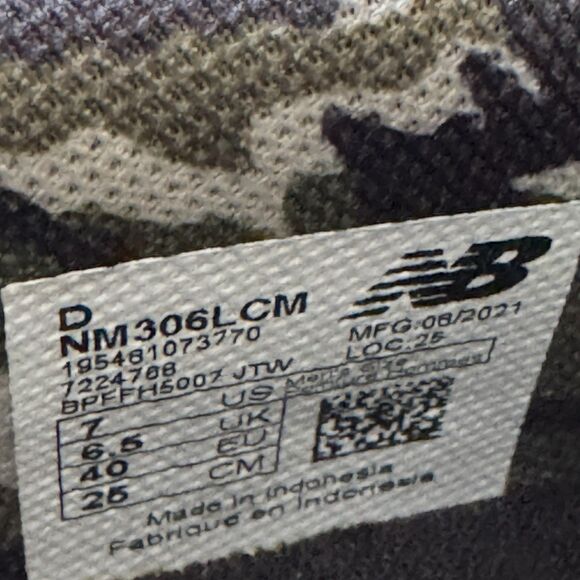 D
NM306LCM
195481073770
7224768
BPFFH5007 JTW
NB
MFG:08/2021
LOC:25
7 US
6.5 UK
40 EU
25 CM
Made in Indonesia
Fabriqué en Indonésie